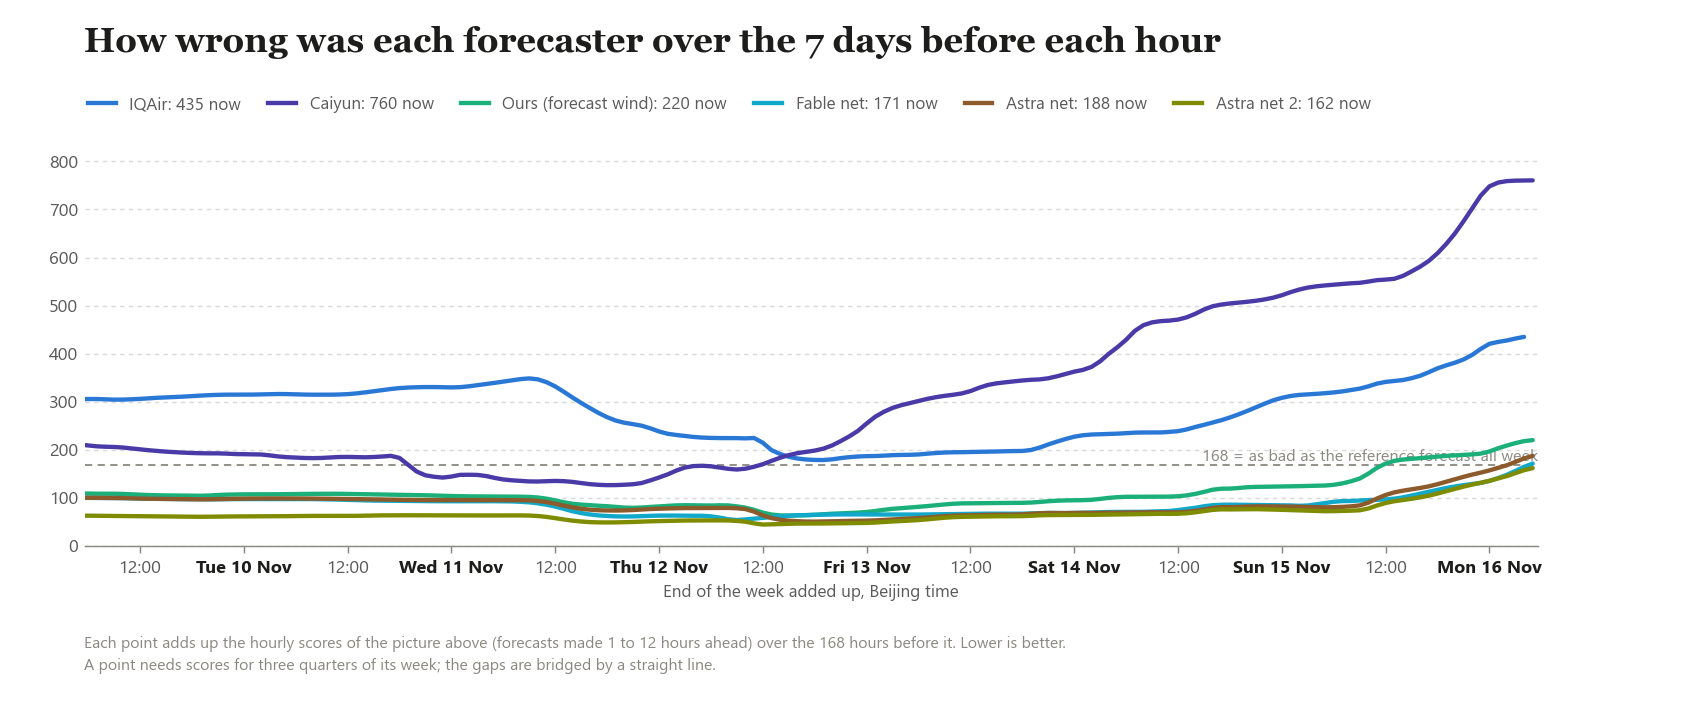 How wrong was each forecaster over the 7 days before each hour
IQAir: 435 now Caiyun: 760 now Ours (forecast wind): 220 now Fable net: 171 now Astra net: 188 now Astra net 2: 162 now
800
700
600
500
400
300
200
168 = as bad as the reference forecast all week
100
0
12:00 Tue 10 Nov 12:00 Wed 11 Nov 12:00 Thu 12 Nov 12:00 Fri 13 Nov 12:00 Sat 14 Nov 12:00 Sun 15 Nov 12:00 Mon 16 Nov
End of the week added up, Beijing time
Each point adds up the hourly scores of the picture above (forecasts made 1 to 12 hours ahead) over the 168 hours before it. Lower is better.
A point needs scores for three quarters of its week; the gaps are bridged by a straight line.